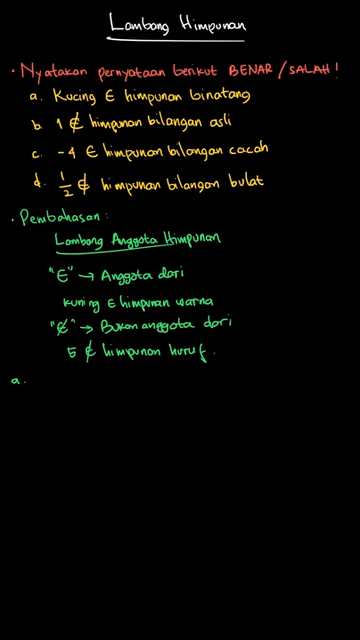 Lambang Himpunan
• Nyatakan pernyataan berikut BENAR/SALAH!
a. Kucing ∈ himpunan binatang
b. 1 ∉ himpunan bilangan asli
c. -4 ∈ himpunan bilangan cacah
d. 1/2 ∉ himpunan bilangan bulat
• Pembahasan:
Lambang Anggota Himpunan
"∈" → Anggota dari
kuning ∈ himpunan warna
"∉" → Bukan anggota dari
5 ∉ himpunan huruf.
a.